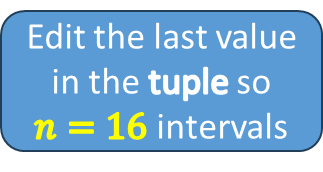 Edit the last value
in the tuple so
n = 16 intervals